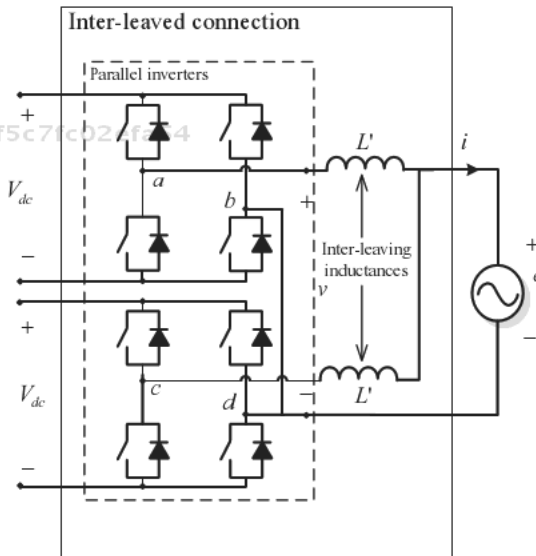 Inter-leaved connection
Parallel inverters
+
V_dc
−
a
b
+
L'
i
Inter-leaving
inductances
v
+
−
+
V_dc
−
c
d
−
L'